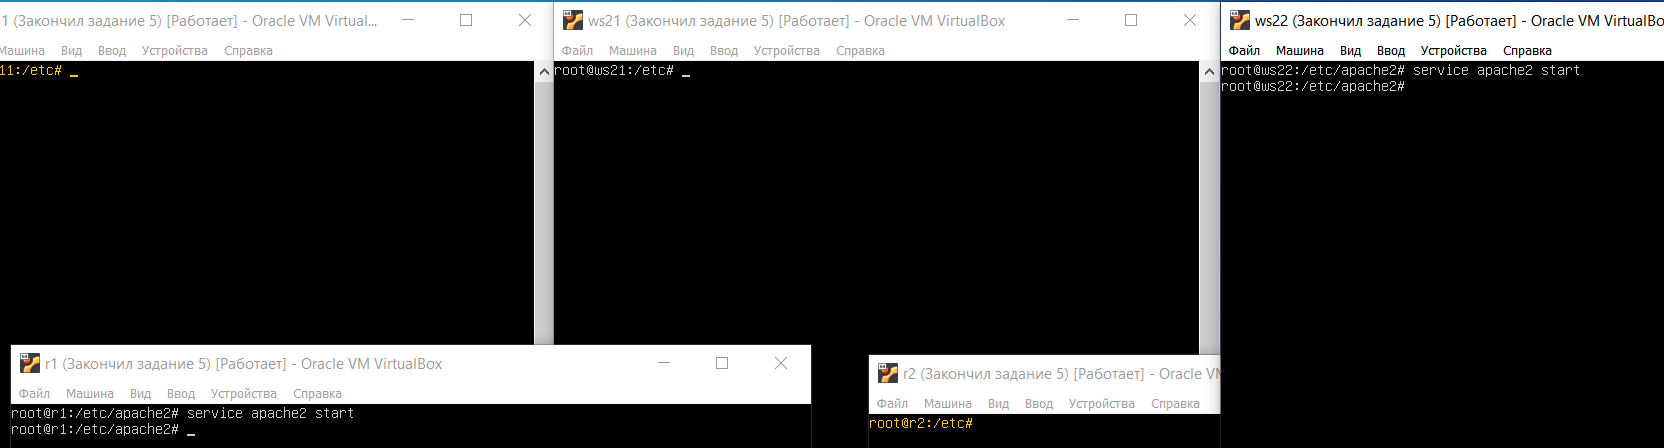 1 (Закончил задание 5) [Работает] - Oracle VM Virtual...
Машина Вид Ввод Устройства Справка
11:/etc# _
ws21 (Закончил задание 5) [Работает] - Oracle VM VirtualBox
Файл Машина Вид Ввод Устройства Справка
root@ws21:/etc# _
ws22 (Закончил задание 5) [Работает] - Oracle VM VirtualBo
Файл Машина Вид Ввод Устройства Справка
root@ws22:/etc/apache2# service apache2 start
root@ws22:/etc/apache2#
r1 (Закончил задание 5) [Работает] - Oracle VM VirtualBox
Файл Машина Вид Ввод Устройства Справка
root@r1:/etc/apache2# service apache2 start
root@r1:/etc/apache2# _
r2 (Закончил задание 5) [Работает] - Oracle V
Файл Машина Вид Ввод Устройства Справка
root@r2:/etc#